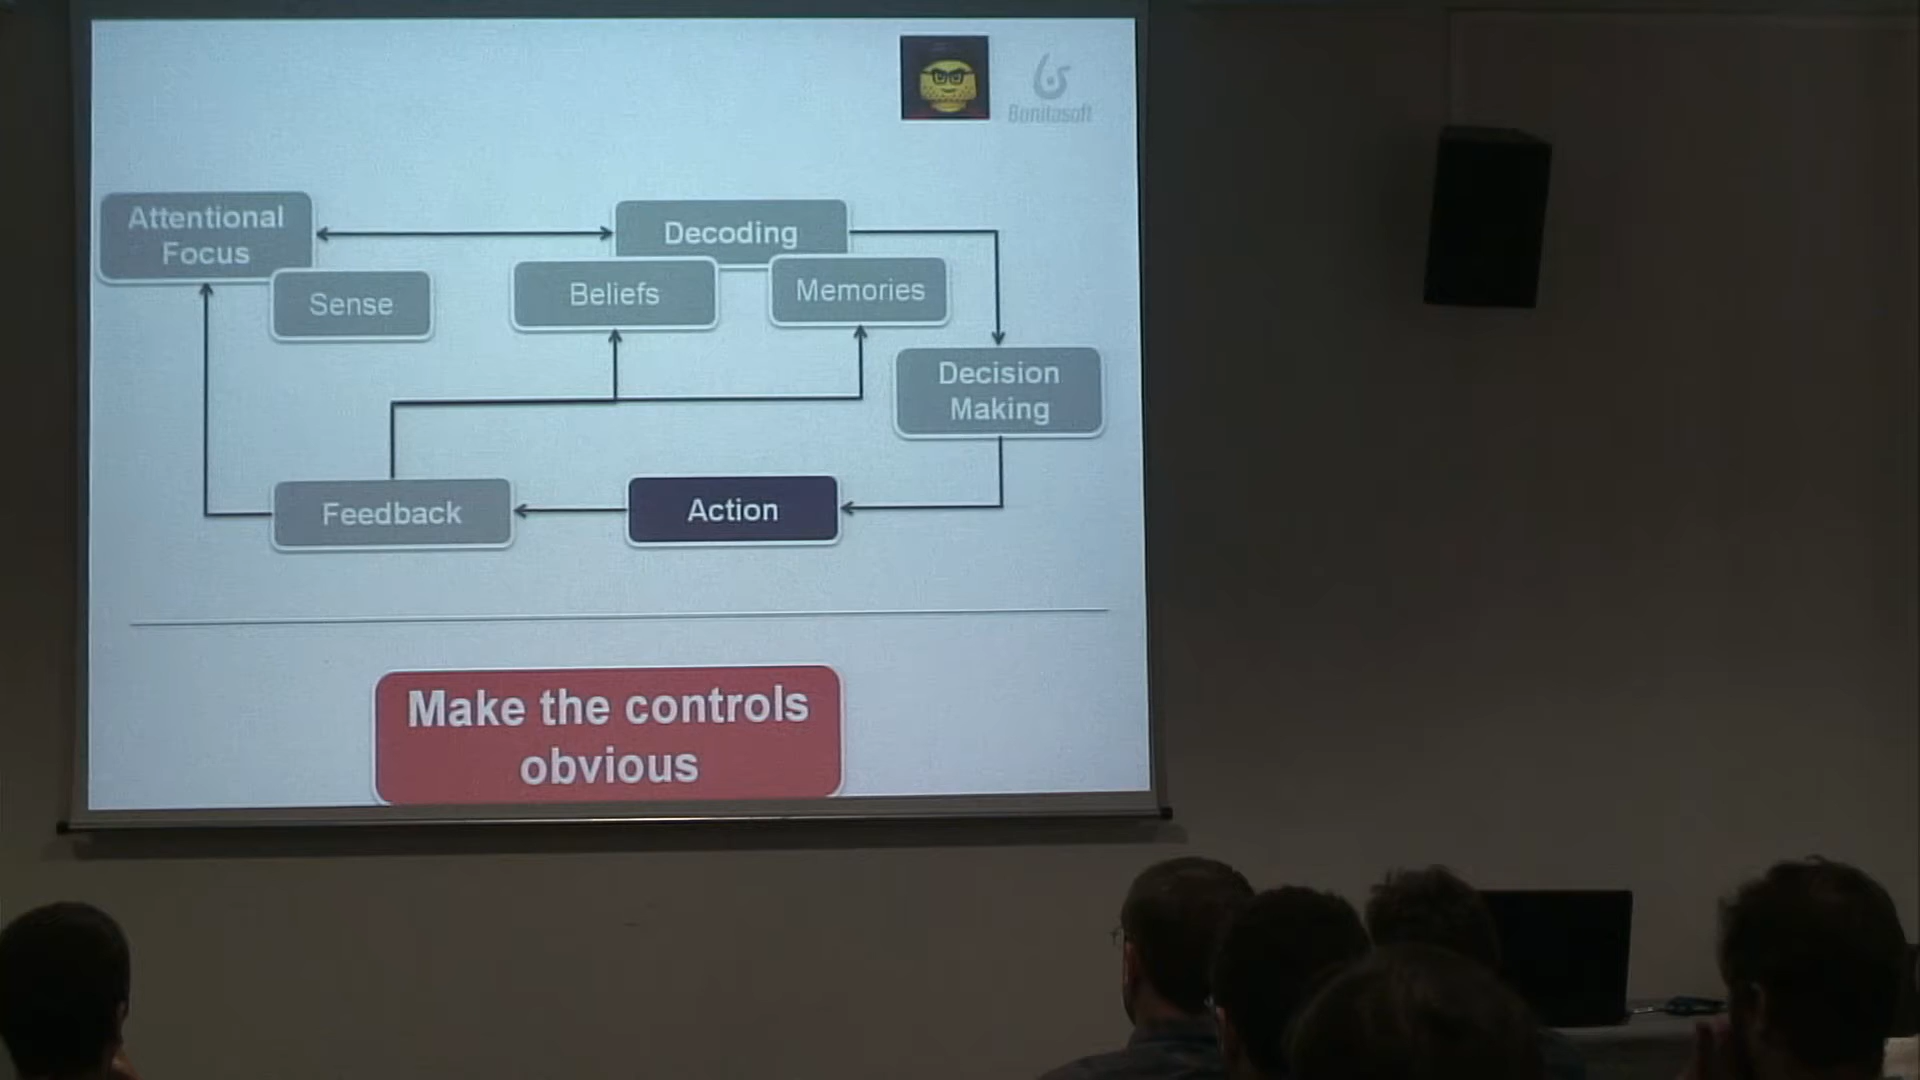 Bonitasoft
Attentional
Focus
Sense
Decoding
Beliefs
Memories
Decision
Making
Feedback
Action
Make the controls
obvious